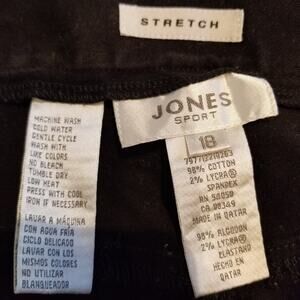 STRETCH
MACHINE WASH
COLD WATER
GENTLE CYCLE
WASH WITH
LIKE COLORS
NO BLEACH
TUMBLE DRY
LOW HEAT
PRESS WITH COOL
IRON IF NECESSARY
LAVAR A MÁQUINA
CON AGUA FRÍA
CICLO DELICADO
LAVAR CON LOS
MISMOS COLORES
NO UTILIZAR
BLANQUEADOR
JONES
SPORT
18
98% COTTON
2% LYCRA®
SPANDEX
RN 58050
CA 00349
MADE IN QATAR
98% ALGODON
2% LYCRA®
ELASTANO
HECHO EN
QATAR